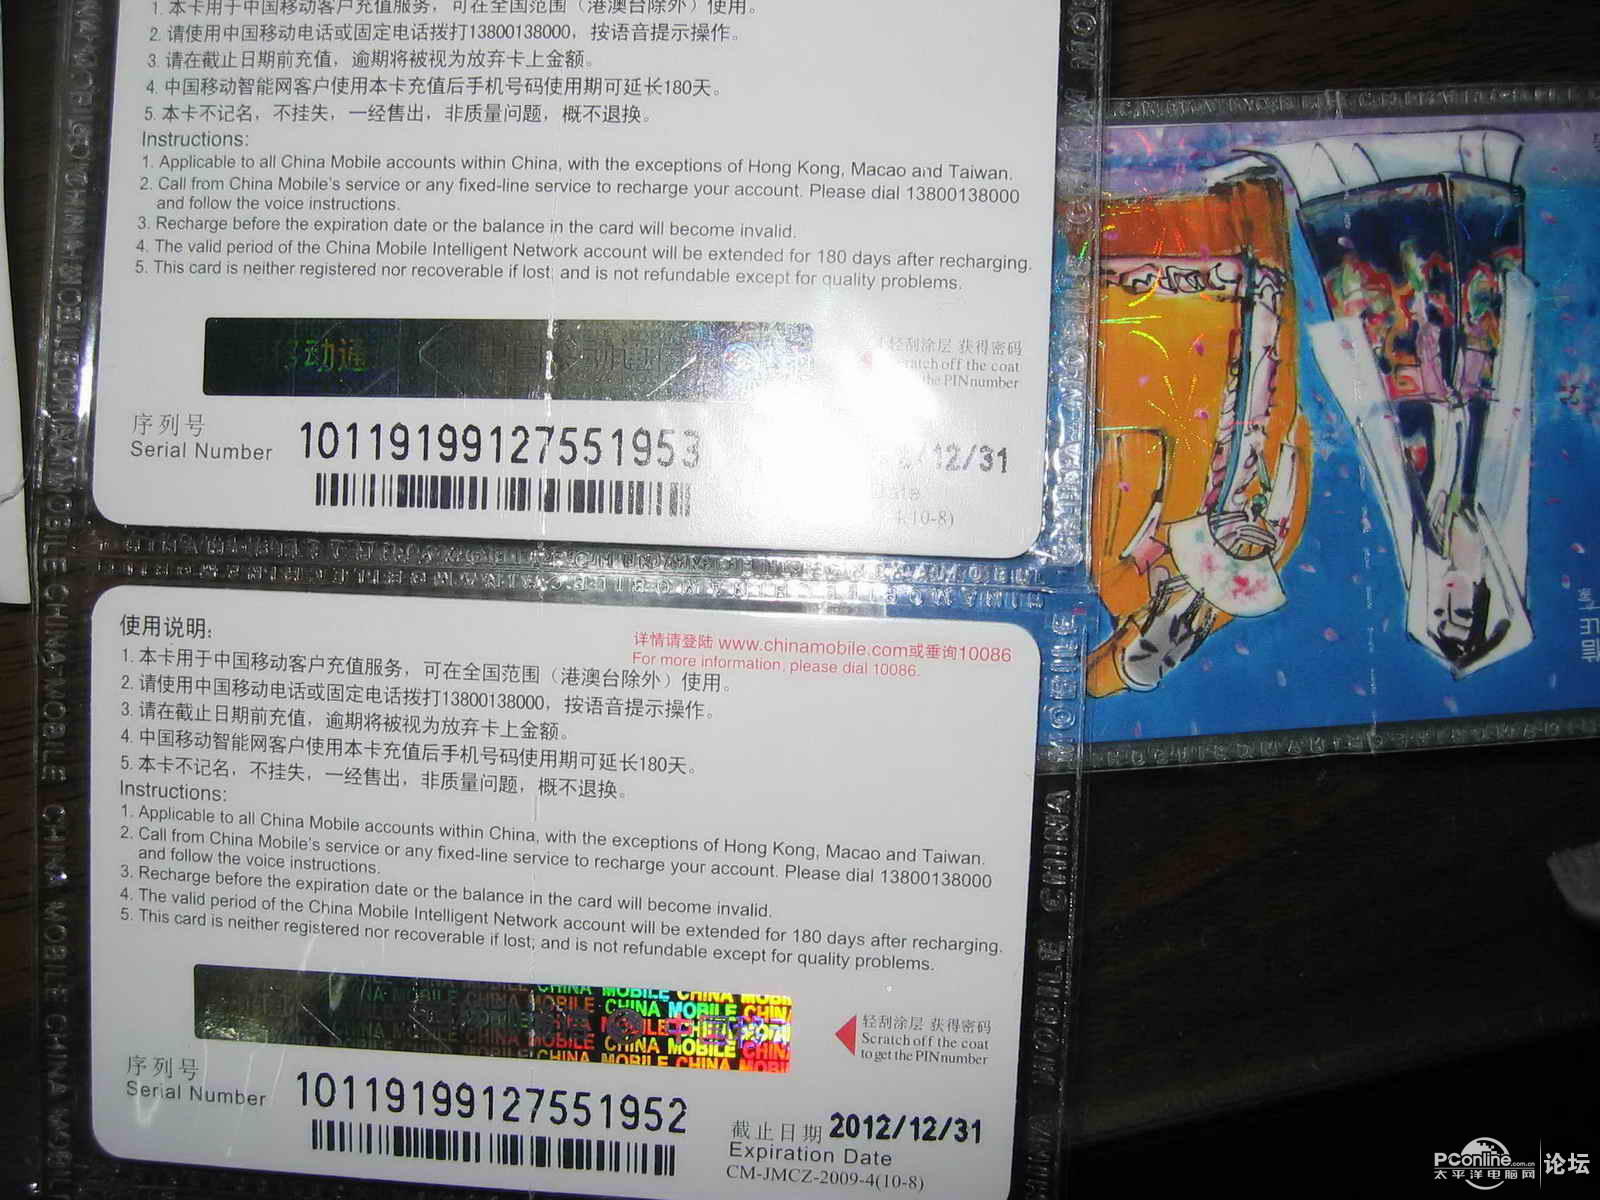 1. 本卡用于中国移动客户充值服务，可在全国范围（港澳台除外）使用。
2. 请使用中国移动电话或固定电话拨打13800138000，按语音提示操作。
3. 请在截止日期前充值，逾期将被视为放弃卡上金额。
4. 中国移动智能网客户使用本卡充值后手机号码使用期可延长180天。
5. 本卡不记名，不挂失，一经售出，非质量问题，概不退换。
Instructions:
1. Applicable to all China Mobile accounts within China, with the exceptions of Hong Kong, Macao and Taiwan.
2. Call from China Mobile's service or any fixed-line service to recharge your account. Please dial 13800138000
and follow the voice instructions.
3. Recharge before the expiration date or the balance in the card will become invalid.
4. The valid period of the China Mobile Intelligent Network account will be extended for 180 days after recharging.
5. This card is neither registered nor recoverable if lost; and is not refundable except for quality problems.
移动通
轻刮涂层 获得密码
Scratch off the coat
the PIN number
序列号
Serial Number
10119199127551953
/12/31
Date
4(10-8)
使用说明:
详情请登陆 www.chinamobile.com或垂询10086
For more information, please dial 10086.
1. 本卡用于中国移动客户充值服务，可在全国范围（港澳台除外）使用。
2. 请使用中国移动电话或固定电话拨打13800138000，按语音提示操作。
3. 请在截止日期前充值，逾期将被视为放弃卡上金额。
4. 中国移动智能网客户使用本卡充值后手机号码使用期可延长180天。
5. 本卡不记名，不挂失，一经售出，非质量问题，概不退换。
Instructions:
1. Applicable to all China Mobile accounts within China, with the exceptions of Hong Kong, Macao and Taiwan.
2. Call from China Mobile's service or any fixed-line service to recharge your account. Please dial 13800138000
and follow the voice instructions.
3. Recharge before the expiration date or the balance in the card will become invalid.
4. The valid period of the China Mobile Intelligent Network account will be extended for 180 days after recharging.
5. This card is neither registered nor recoverable if lost; and is not refundable except for quality problems.
CHINA MOBILE CHINA MOBILE
中国移动
轻刮涂层 获得密码
Scratch off the coat
to get the PIN number
序列号
Serial Number
10119199127551952
截止日期 2012/12/31
Expiration Date
CM-JMCZ-2009-4(10-8)
CHINA MOBILE
PConline.com.cn
太平洋电脑网
论坛